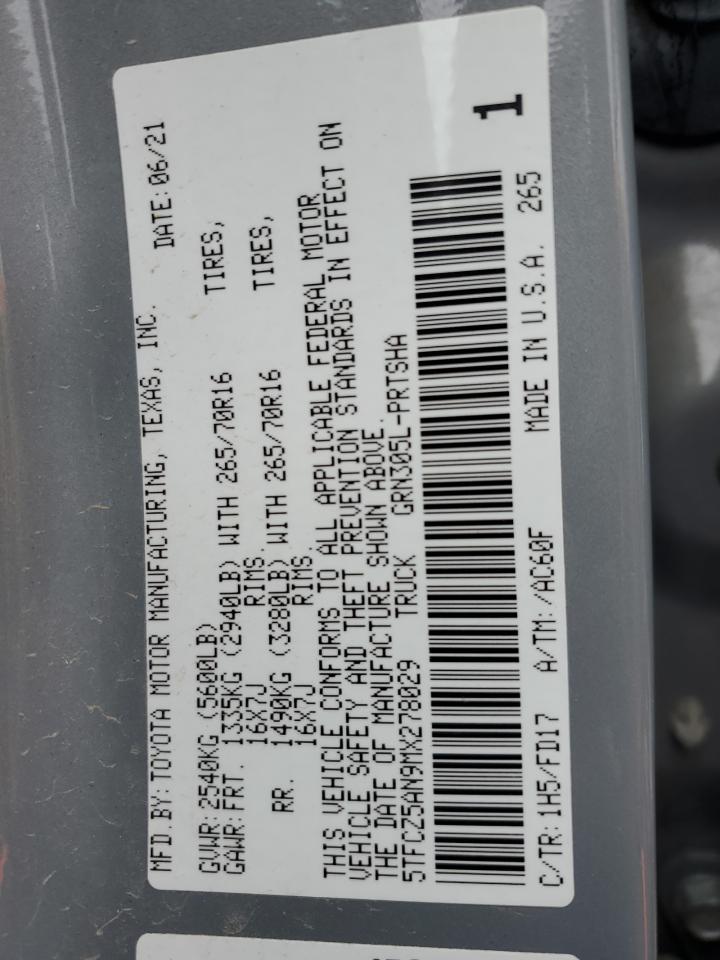 MFD.BY:TOYOTA MOTOR MANUFACTURING, TEXAS, INC. DATE:06/21
GVWR:2540KG (5600LB)
GAWR:FRT. 1335KG (2940LB) WITH 265/70R16 TIRES,
16X7J RIMS.
RR. 1490KG (3280LB) WITH 265/70R16 TIRES,
16X7J RIMS.
THIS VEHICLE CONFORMS TO ALL APPLICABLE FEDERAL MOTOR
VEHICLE SAFETY AND THEFT PREVENTION STANDARDS IN EFFECT ON
THE DATE OF MANUFACTURE SHOWN ABOVE.
5TFCZ5AN9MX278029 TRUCK GRN305L-PRTSHA
1
C/TR:1H5/FD17 A/TM:/AC60F MADE IN U.S.A. 265